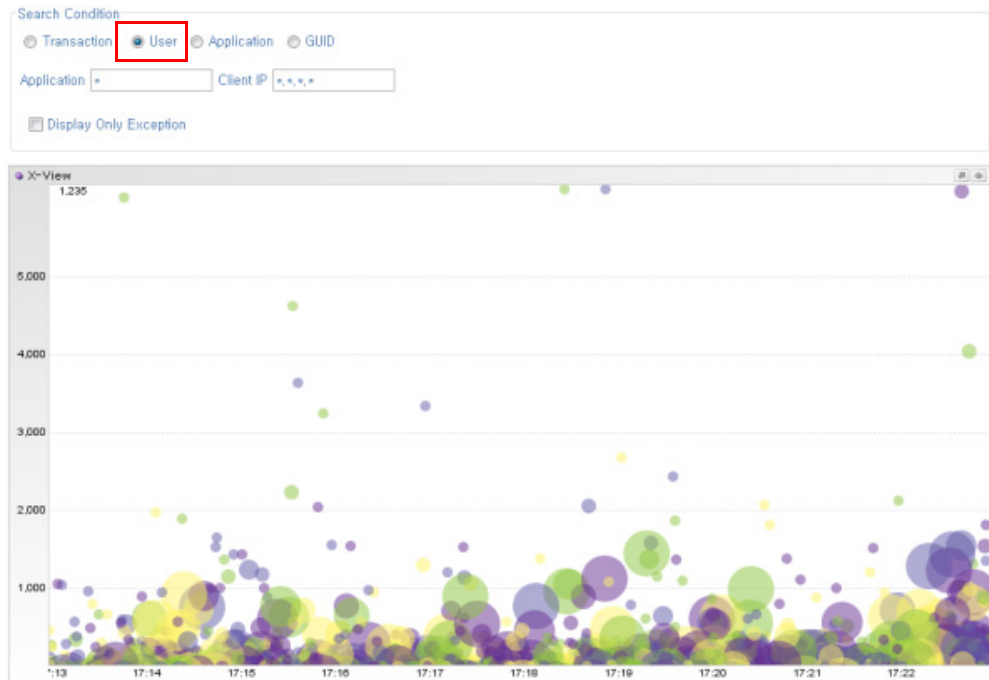 Search Condition
Transaction User Application GUID
Application * Client IP *.*.*.*
Display Only Exception
X-View
1,235
5,000
4,000
3,000
2,000
1,000
:13 17:14 17:15 17:16 17:17 17:18 17:19 17:20 17:21 17:22